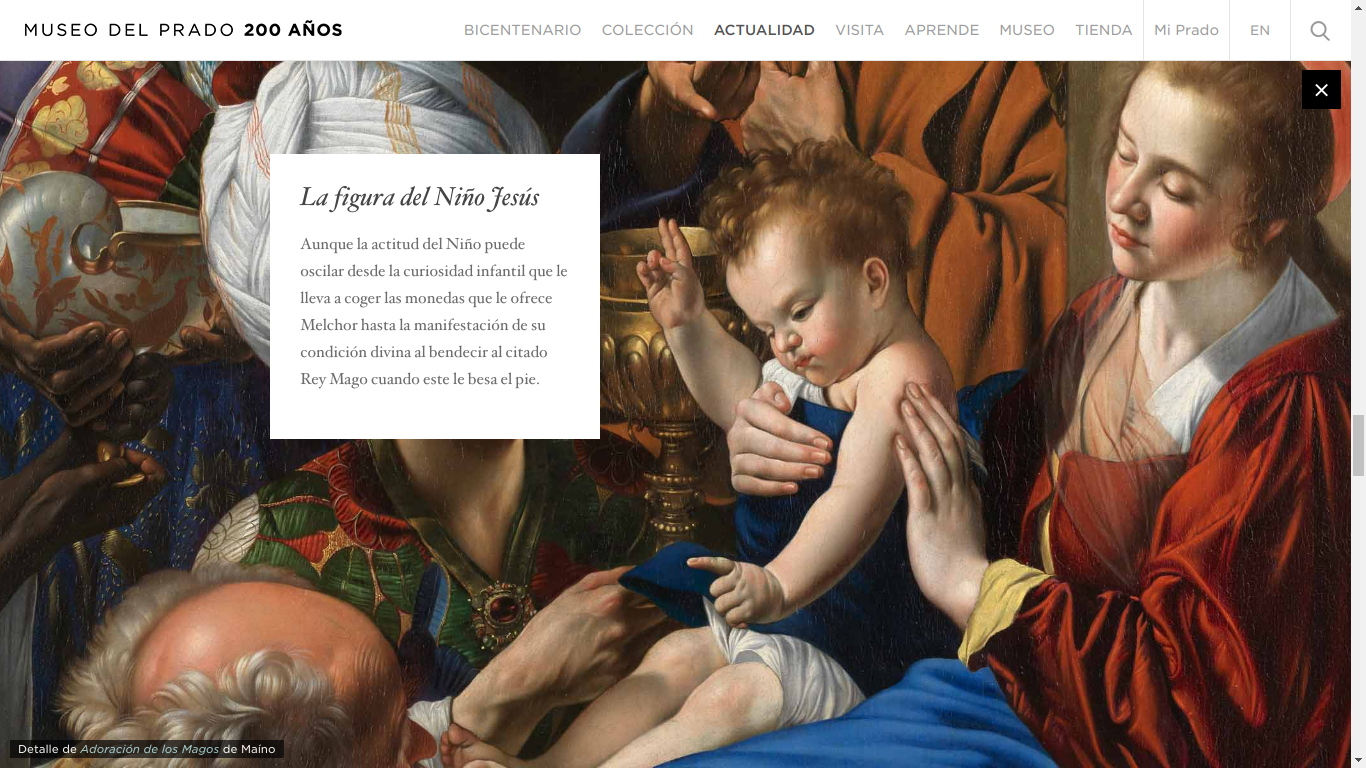 MUSEO DEL PRADO 200 AÑOS
BICENTENARIO COLECCIÓN ACTUALIDAD VISITA APRENDE MUSEO TIENDA Mi Prado EN
La figura del Niño Jesús
Aunque la actitud del Niño puede
oscilar desde la curiosidad infantil que le
lleva a coger las monedas que le ofrece
Melchor hasta la manifestación de su
condición divina al bendecir al citado
Rey Mago cuando este le besa el pie.
Detalle de Adoración de los Magos de Maíno